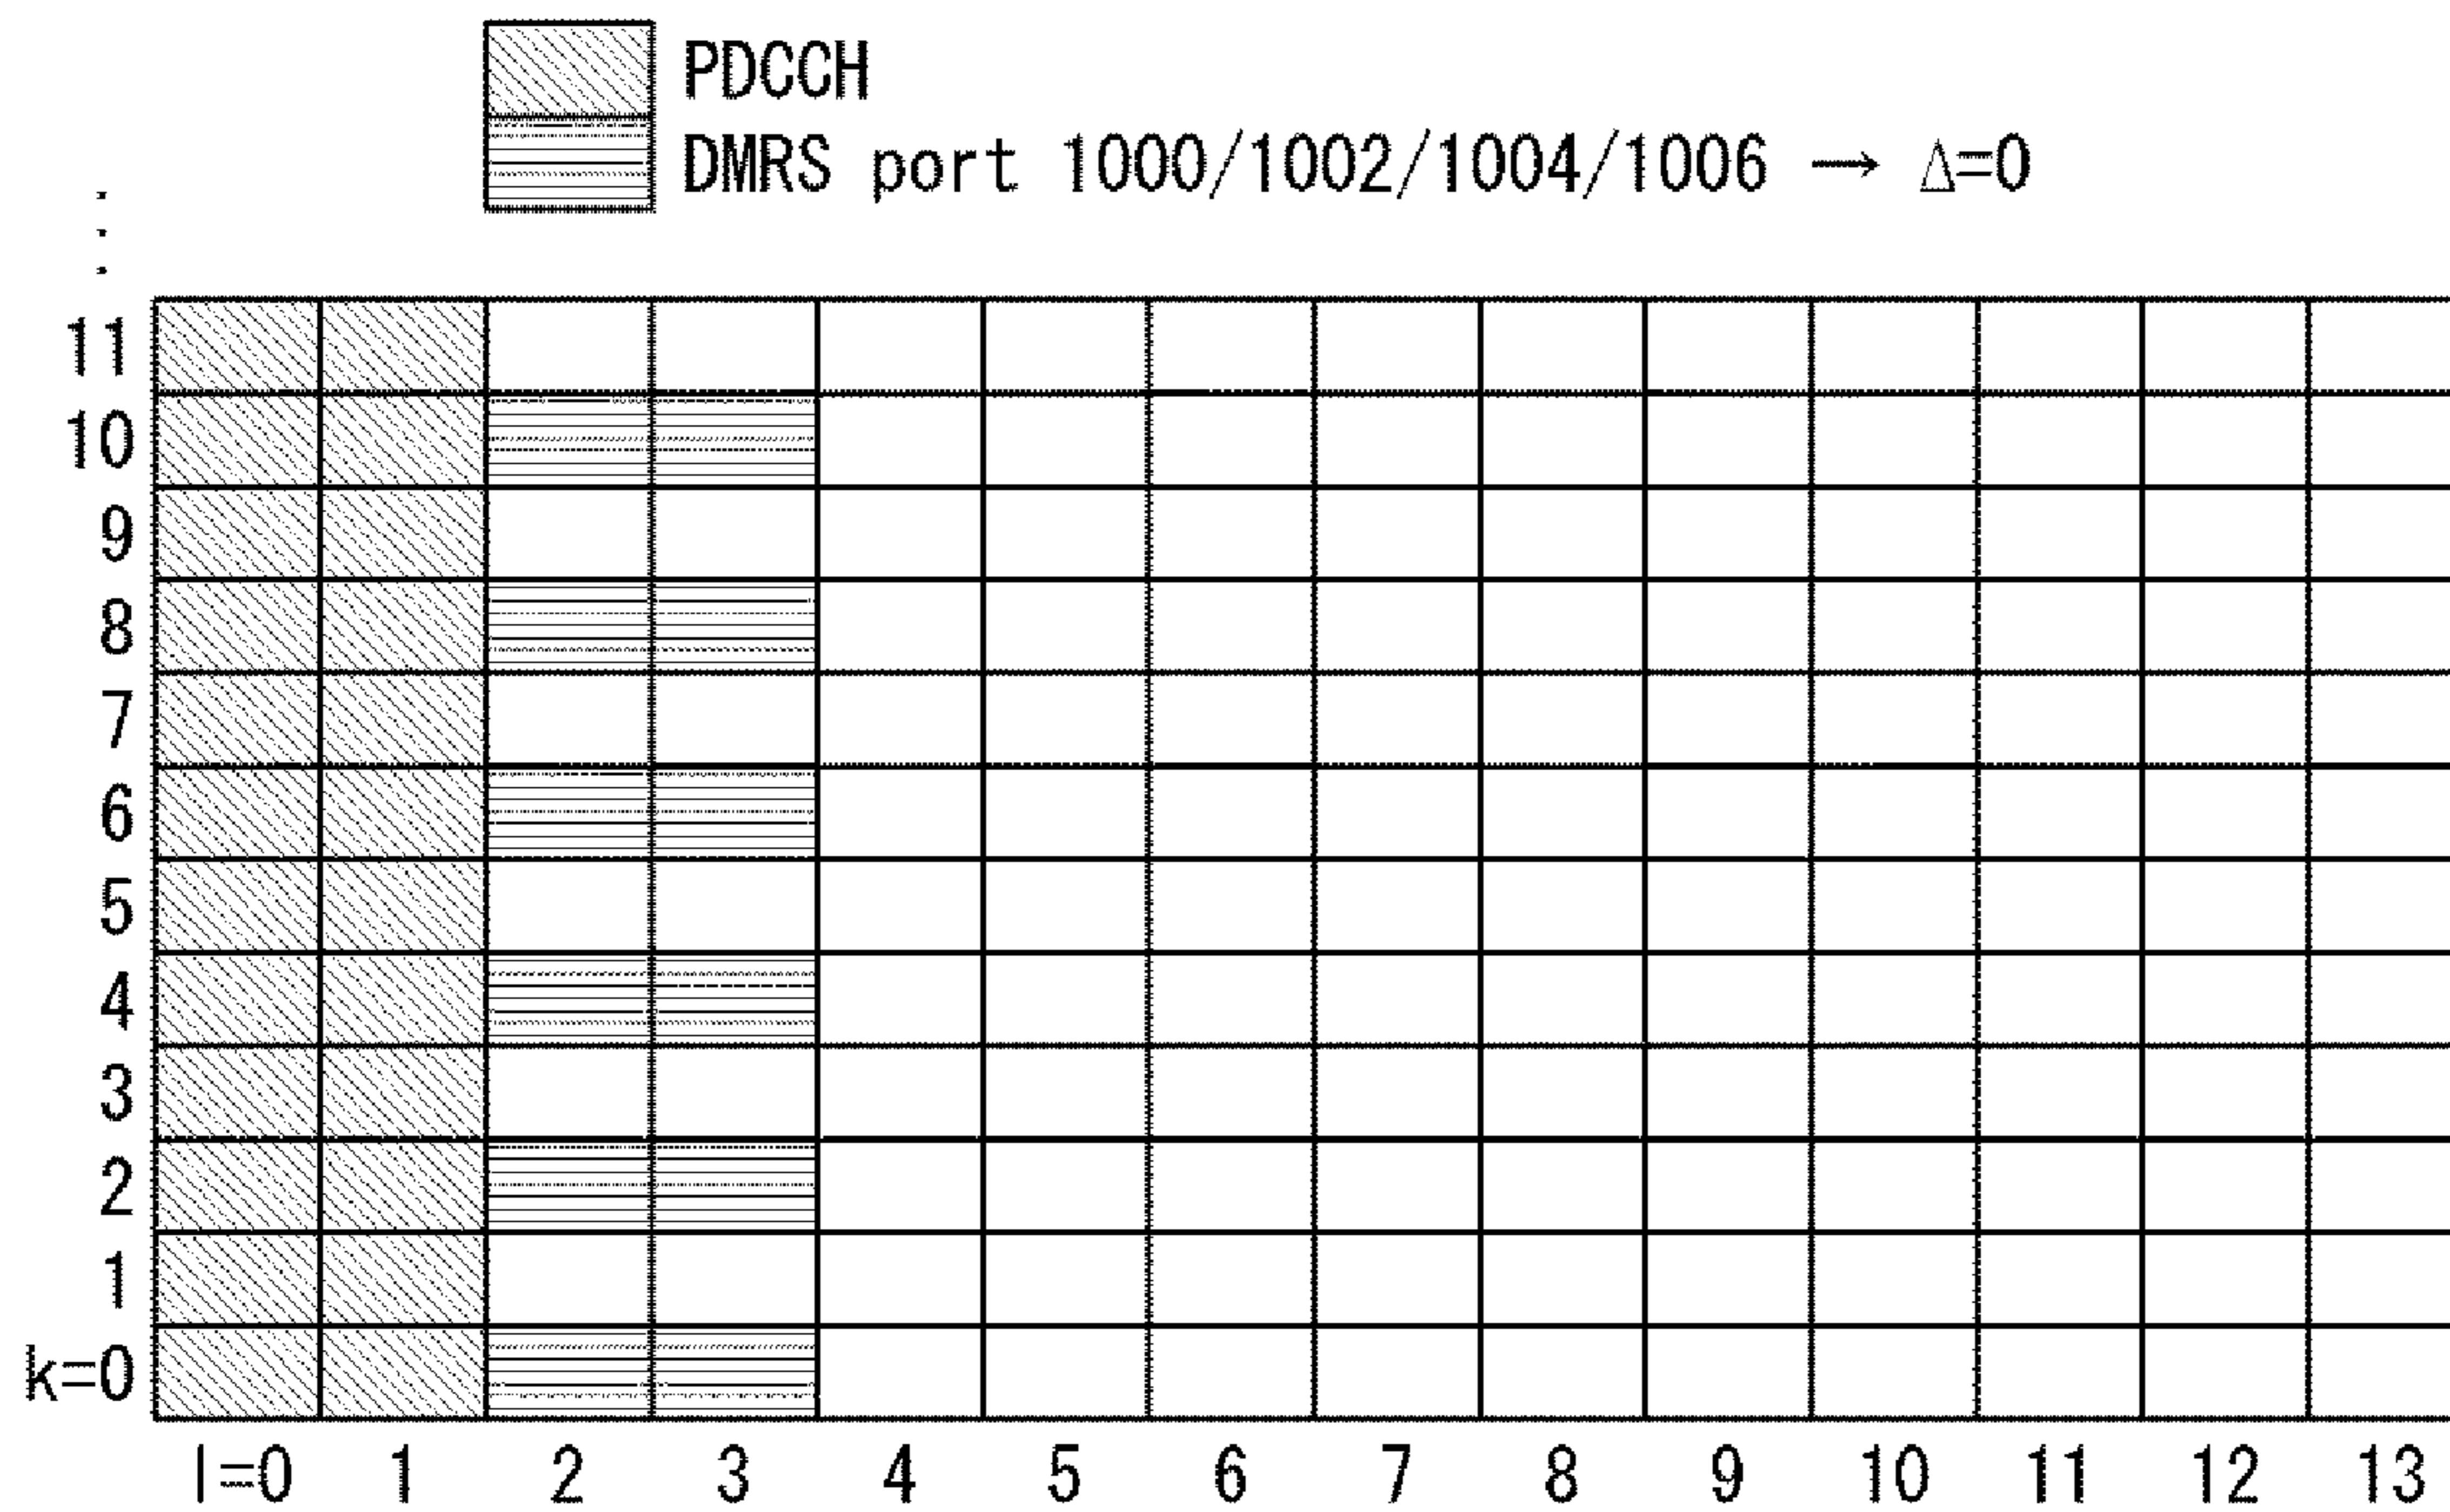 PDCCH
DMRS port 1000/1002/1004/1006 → Δ=0
11
10
9
8
7
6
5
4
3
2
1
k=0
l=0 1 2 3 4 5 6 7 8 9 10 11 12 13